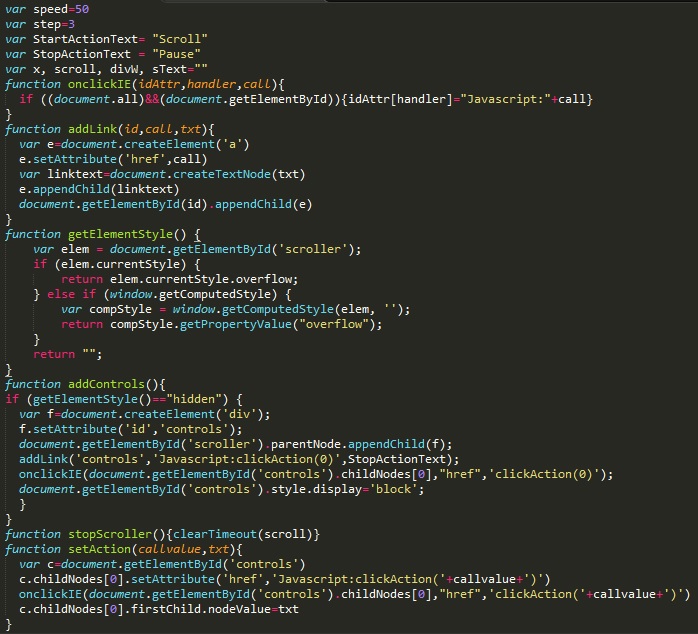 var speed=50
var step=3
var StartActionText= "Scroll"
var StopActionText = "Pause"
var x, scroll, divW, sText=""
function onclickIE(idAttr,handler,call){
  if ((document.all)&&(document.getElementById)){idAttr[handler]="Javascript:"+call}
}
function addLink(id,call,txt){
  var e=document.createElement('a')
  e.setAttribute('href',call)
  var linktext=document.createTextNode(txt)
  e.appendChild(linktext)
  document.getElementById(id).appendChild(e)
}
function getElementStyle() {
    var elem = document.getElementById('scroller');
    if (elem.currentStyle) {
        return elem.currentStyle.overflow;
    } else if (window.getComputedStyle) {
        var compStyle = window.getComputedStyle(elem, '');
        return compStyle.getPropertyValue("overflow");
    }
    return "";
}
function addControls(){
if (getElementStyle()=="hidden") {
  var f=document.createElement('div');
  f.setAttribute('id','controls');
  document.getElementById('scroller').parentNode.appendChild(f);
  addLink('controls','Javascript:clickAction(0)',StopActionText);
  onclickIE(document.getElementById('controls').childNodes[0],"href",'clickAction(0)');
  document.getElementById('controls').style.display='block';
  }
}
function stopScroller(){clearTimeout(scroll)}
function setAction(callvalue,txt){
  var c=document.getElementById('controls')
  c.childNodes[0].setAttribute('href','Javascript:clickAction('+callvalue+')')
  onclickIE(document.getElementById('controls').childNodes[0],"href",'clickAction('+callvalue+')')
  c.childNodes[0].firstChild.nodeValue=txt
}